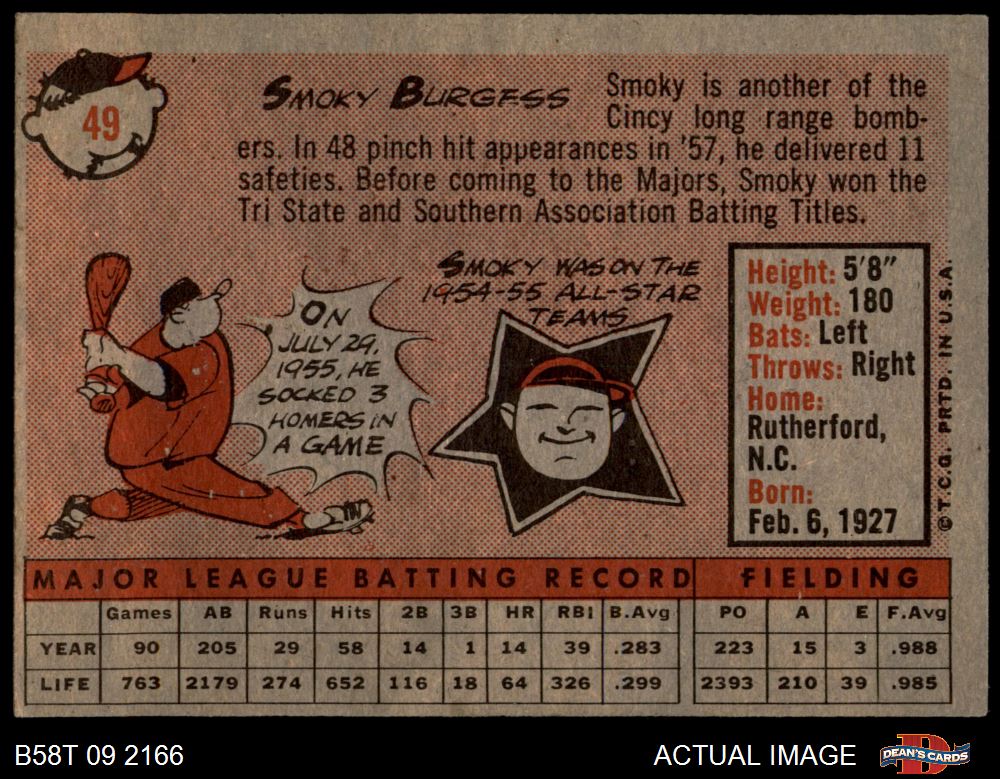 49
SMOKY BURGESS
Smoky is another of the
Cincy long range bomb-
ers. In 48 pinch hit appearances in '57, he delivered 11
safeties. Before coming to the Majors, Smoky won the
Tri State and Southern Association Batting Titles.
ON
JULY 29,
1955, HE
SOCKED 3
HOMERS IN
A GAME
SMOKY WAS ON THE
1954-55 ALL-STAR
TEAMS
Height: 5'8"
Weight: 180
Bats: Left
Throws: Right
Home:
Rutherford,
N.C.
Born:
Feb. 6, 1927
© T.C.G. PRTD. IN U.S.A.
MAJOR LEAGUE BATTING RECORD FIELDING
Games AB Runs Hits 2B 3B HR RBI B.Avg PO A E F.Avg
YEAR 90 205 29 58 14 1 14 39 .283 223 15 3 .988
LIFE 763 2179 274 652 116 18 64 326 .299 2393 210 39 .985
B58T 09 2166 ACTUAL IMAGE DEAN'S CARDS